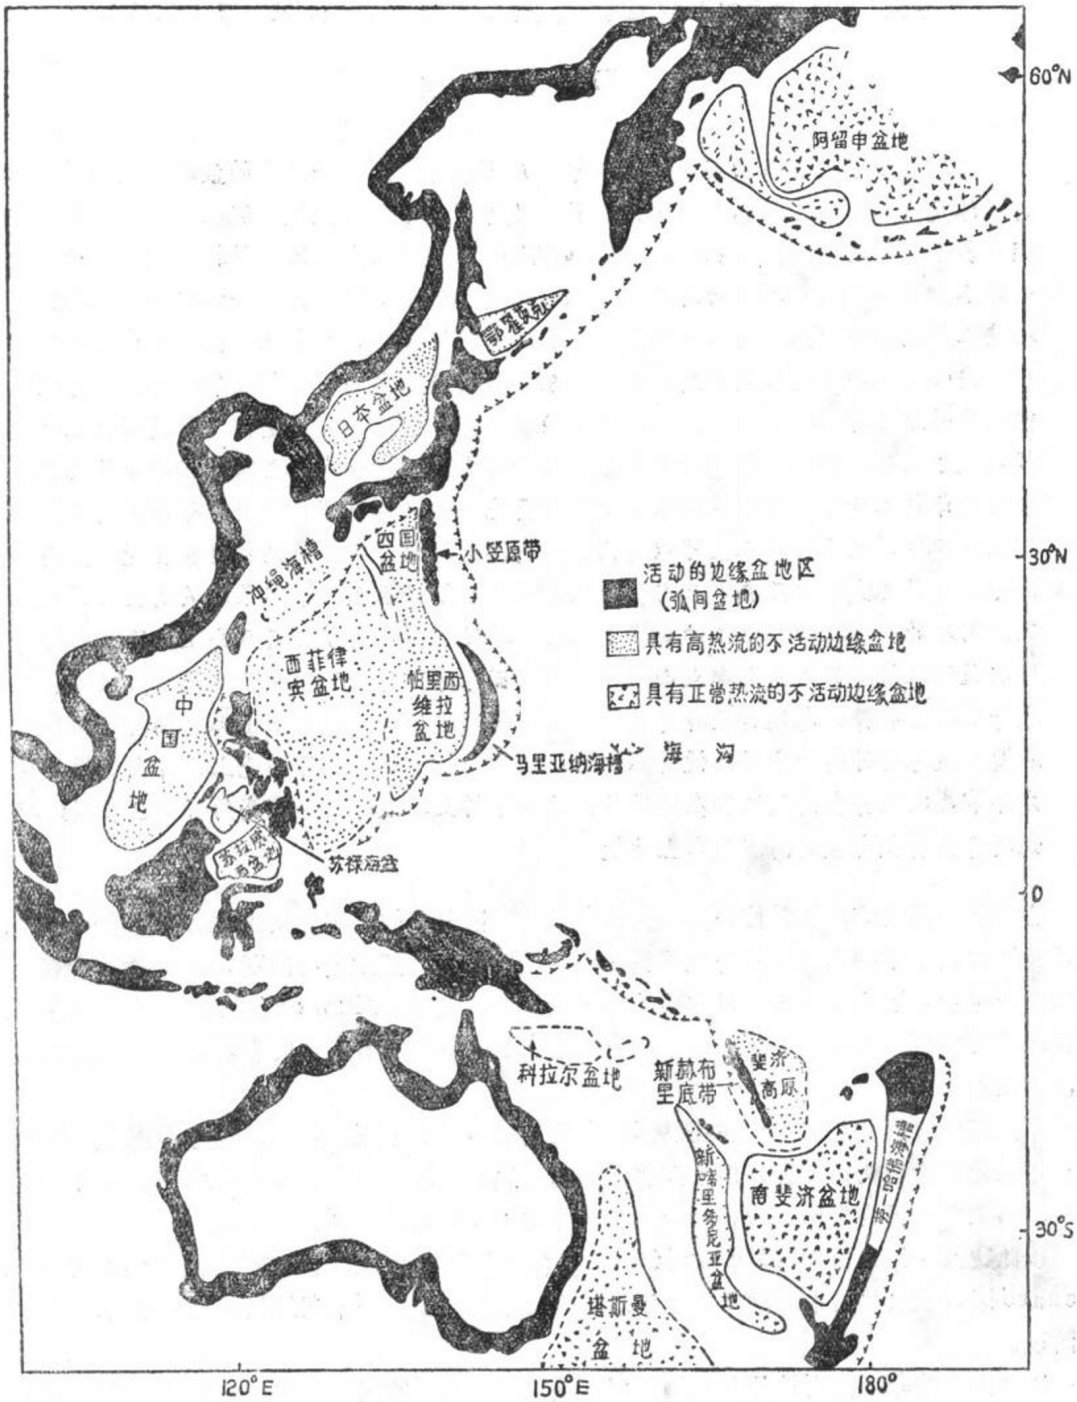 60°N
阿留申盆地
鄂霍次克
日本盆地
四国
盆地
小笠原带
30°N
冲绳海槽
活动的边缘盆地区
(弧间盆地)
具有高热流的不活动边缘盆地
具有正常热流的不活动边缘盆地
海沟
西菲律
宾盆地
帕里西
维拉
盆地
马里亚纳海槽
中
国
盆
地
苏禄海盆
0
科拉尔盆地
新赫布
里底带
斐济
高原
劳—哈佛海槽
南斐济盆地
新喀里多尼亚盆地
30°S
塔斯曼
盆地
120°E
150°E
180°